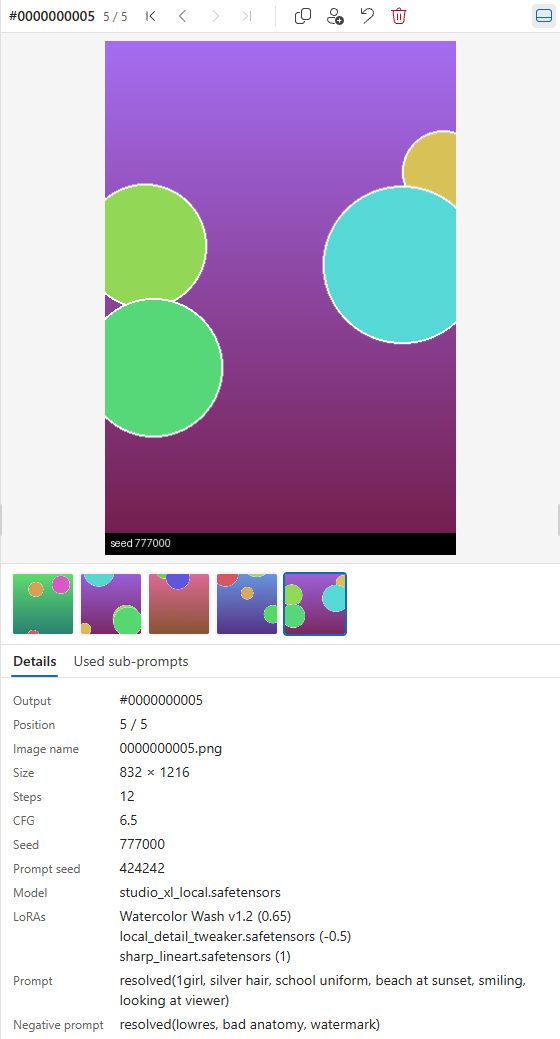 #0000000005 5 / 5
seed 777000
Details Used sub-prompts
Output #0000000005
Position 5 / 5
Image name 0000000005.png
Size 832 × 1216
Steps 12
CFG 6.5
Seed 777000
Prompt seed 424242
Model studio_xl_local.safetensors
LoRAs Watercolor Wash v1.2 (0.65)
local_detail_tweaker.safetensors (-0.5)
sharp_lineart.safetensors (1)
Prompt resolved(1girl, silver hair, school uniform, beach at sunset, smiling,
looking at viewer)
Negative prompt resolved(lowres, bad anatomy, watermark)